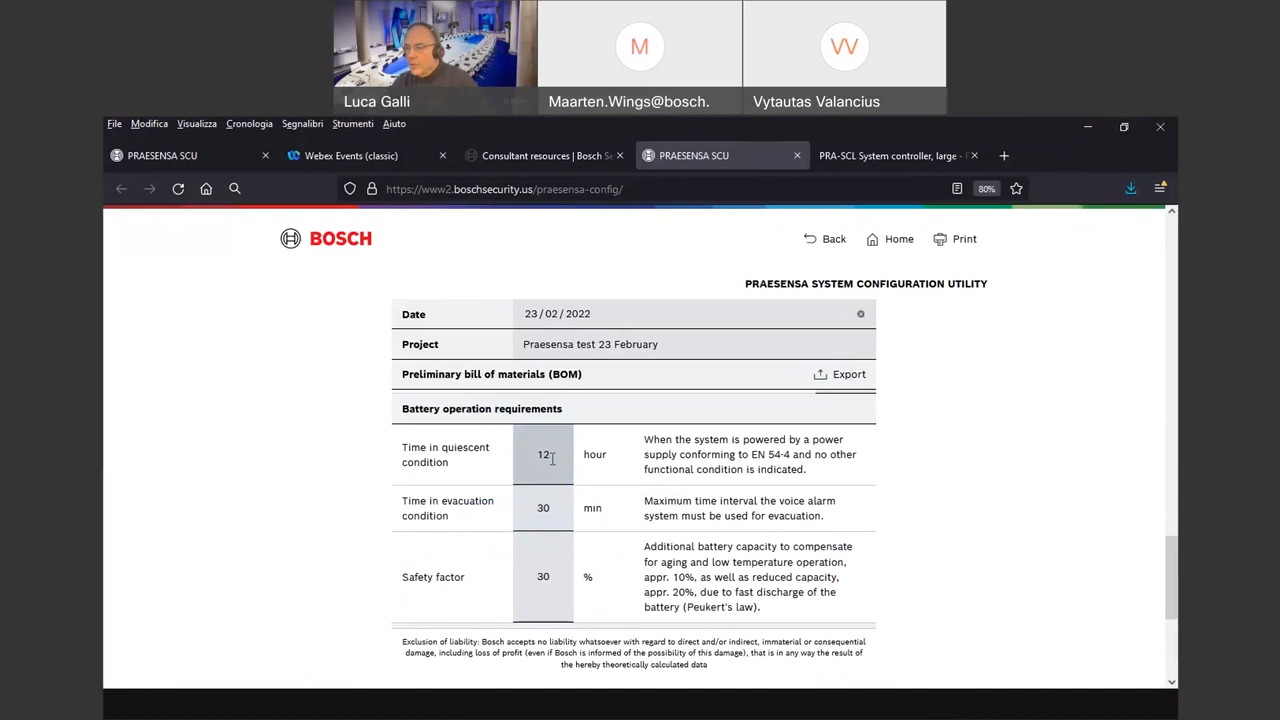 M
VV
Luca Galli
Maarten.Wings@bosch.
Vytautas Valancius
File Modifica Visualizza Cronologia Segnalibri Strumenti Aiuto
PRAESENSA SCU
Webex Events (classic)
Consultant resources | Bosch Se
PRAESENSA SCU
PRA-SCL System controller, large - F
https://www2.boschsecurity.us/praesensa-config/
80%
BOSCH
Back
Home
Print
PRAESENSA SYSTEM CONFIGURATION UTILITY
Date
23/02/2022
Project
Praesensa test 23 February
Preliminary bill of materials (BOM)
Export
Battery operation requirements
Time in quiescent
condition
12
hour
When the system is powered by a power
supply conforming to EN 54-4 and no other
functional condition is indicated.
Time in evacuation
condition
30
min
Maximum time interval the voice alarm
system must be used for evacuation.
Safety factor
30
%
Additional battery capacity to compensate
for aging and low temperature operation,
appr. 10%, as well as reduced capacity,
appr. 20%, due to fast discharge of the
battery (Peukert's law).
Exclusion of liability: Bosch accepts no liability whatsoever with regard to direct and/or indirect, immaterial or consequential
damage, including loss of profit (even if Bosch is informed of the possibility of this damage), that is in any way the result of
the hereby theoretically calculated data